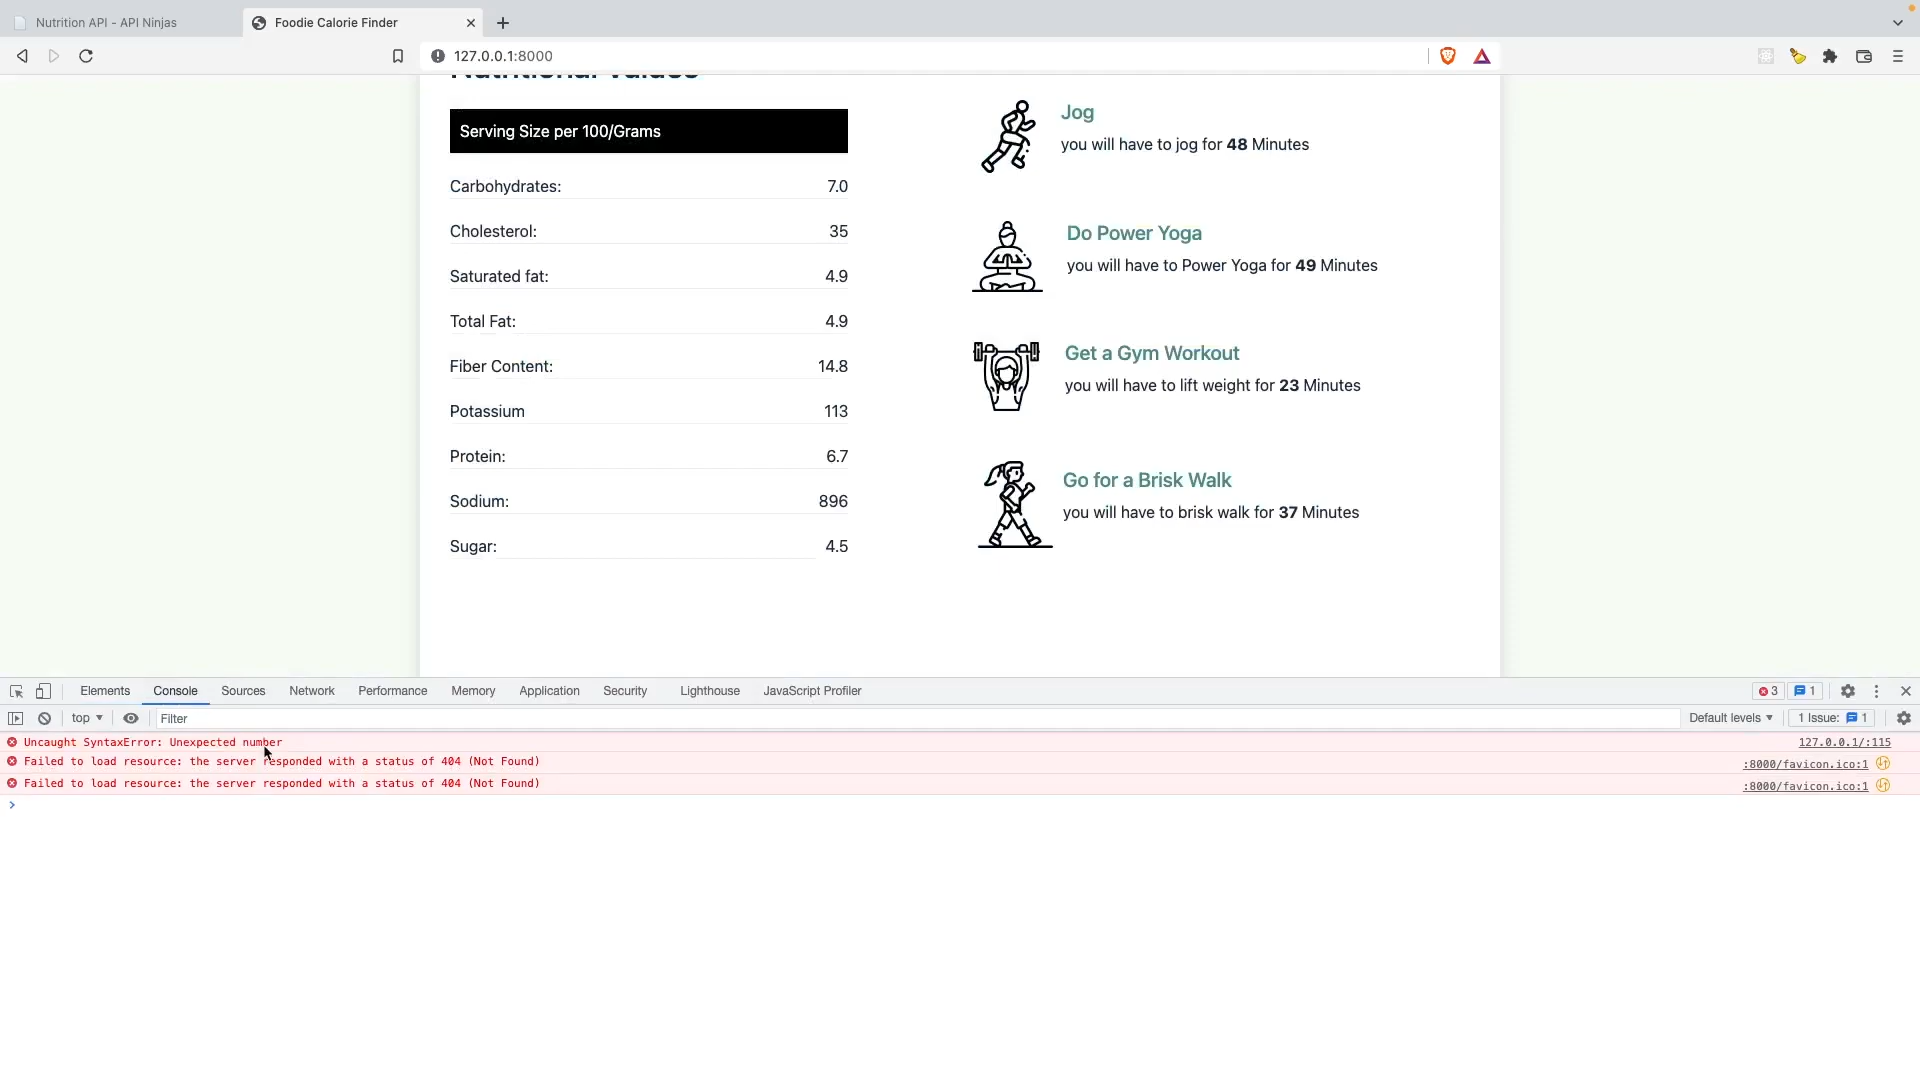 Nutrition API - API Ninjas
Foodie Calorie Finder
127.0.0.1:8000
Nutritional Values
Serving Size per 100/Grams
Carbohydrates: 7.0
Cholesterol: 35
Saturated fat: 4.9
Total Fat: 4.9
Fiber Content: 14.8
Potassium 113
Protein: 6.7
Sodium: 896
Sugar: 4.5
Jog
you will have to jog for 48 Minutes
Do Power Yoga
you will have to Power Yoga for 49 Minutes
Get a Gym Workout
you will have to lift weight for 23 Minutes
Go for a Brisk Walk
you will have to brisk walk for 37 Minutes
Elements Console Sources Network Performance Memory Application Security Lighthouse JavaScript Profiler 3 1
top Filter Default levels 1 Issue: 1
Uncaught SyntaxError: Unexpected number 127.0.0.1/:115
Failed to load resource: the server responded with a status of 404 (Not Found) :8000/favicon.ico:1
Failed to load resource: the server responded with a status of 404 (Not Found) :8000/favicon.ico:1